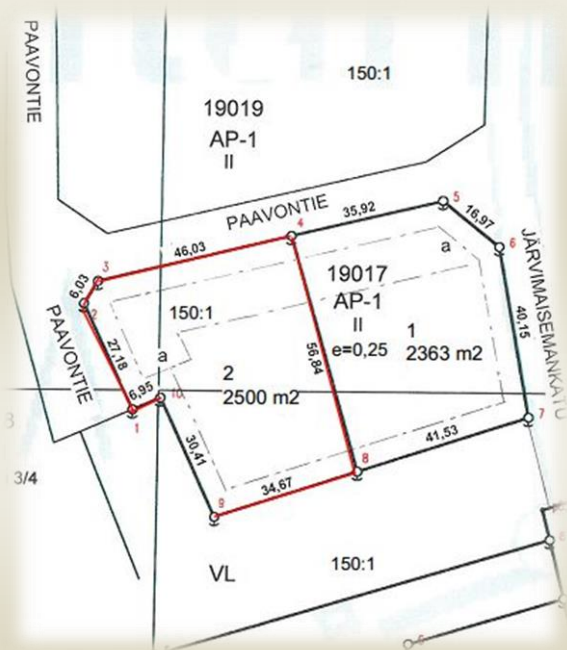 PAAVONTIE
150:1
19019
AP-1
II
PAAVONTIE
35,92
5
16,97
4
46,03
6
3
6,03
a
JÄRVIMAISEMANKATU
19017
AP-1
II
e=0,25
150:1
2
PAAVONTIE
27,18
40,15
1
2363 m2
56,84
a
2
2500 m2
6,95
10
1
7
30,41
41,53
8
3/4
34,67
9
VL
150:1